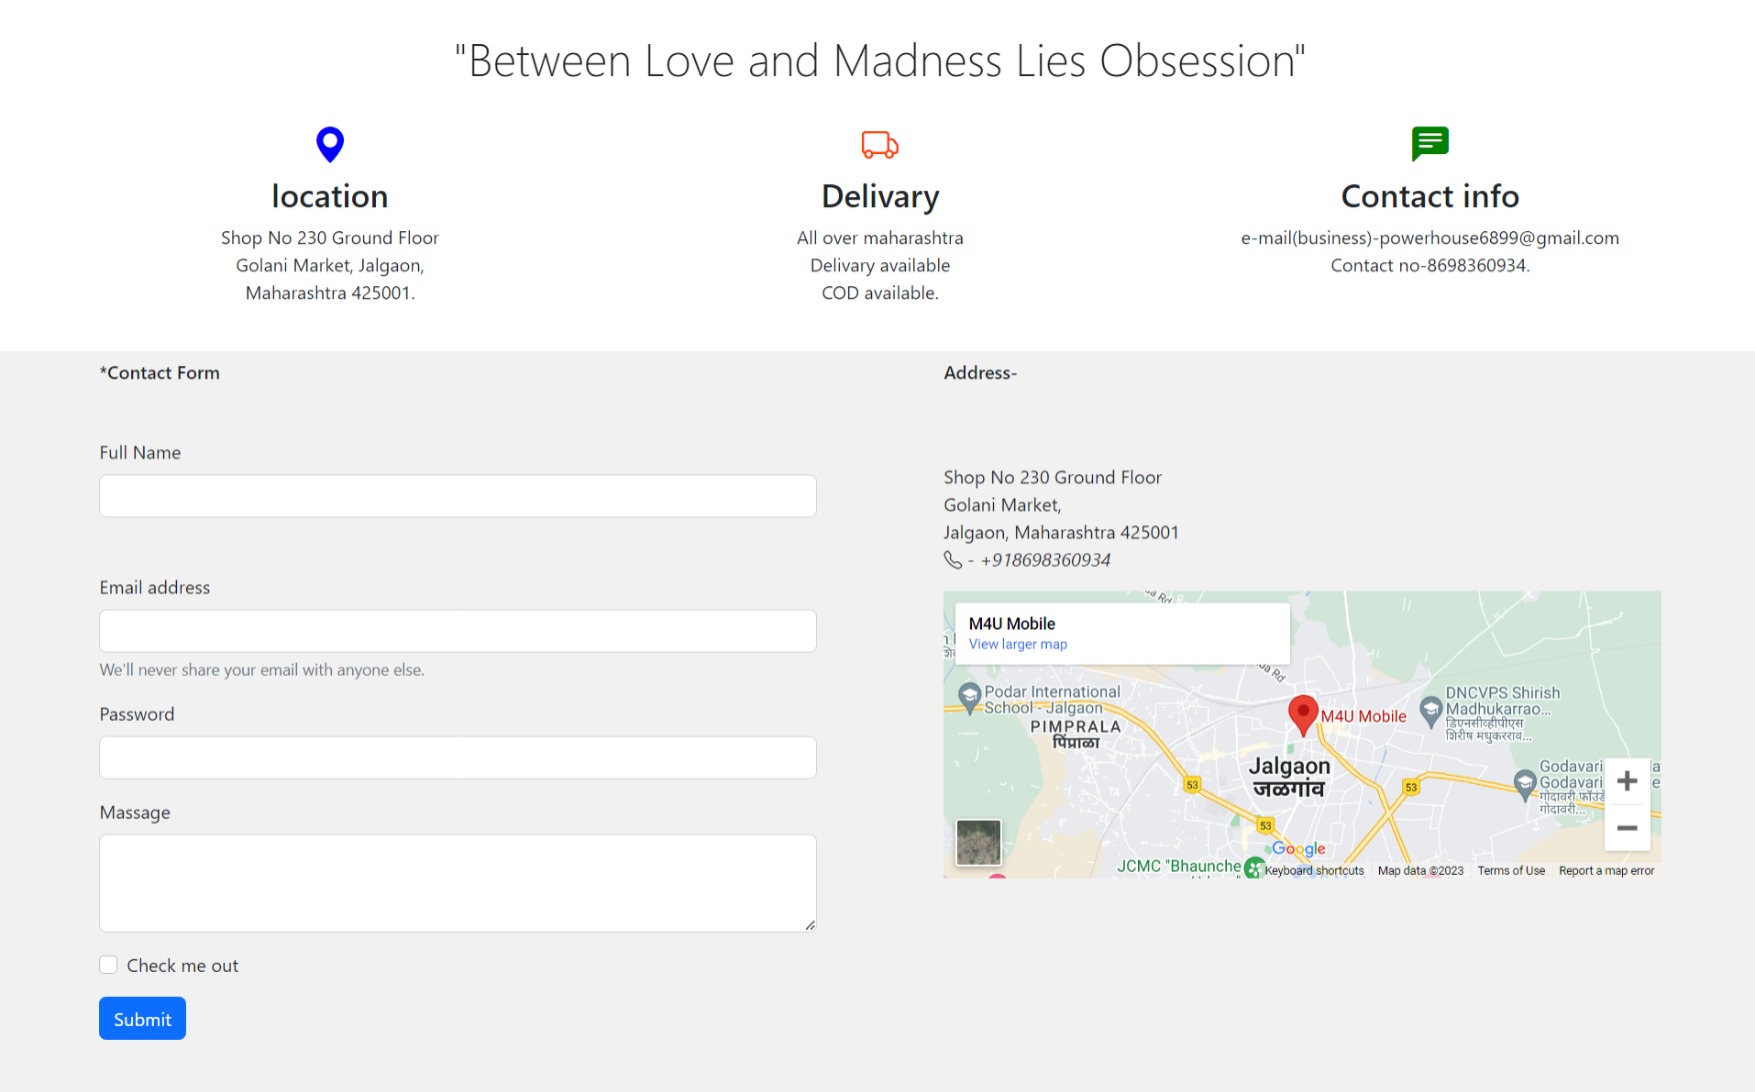 "Between Love and Madness Lies Obsession"
location
Shop No 230 Ground Floor
Golani Market, Jalgaon,
Maharashtra 425001.
Delivary
All over maharashtra
Delivary available
COD available.
Contact info
e-mail(business)-powerhouse6899@gmail.com
Contact no-8698360934.
*Contact Form
Full Name
Email address
We'll never share your email with anyone else.
Password
Massage
Check me out
Submit
Address-
Shop No 230 Ground Floor
Golani Market,
Jalgaon, Maharashtra 425001
- +918698360934
M4U Mobile
View larger map
Podar International
School - Jalgaon
PIMPRALA
पिंप्राळा
M4U Mobile
DNCVPS Shirish
Madhukarrao...
डिएनसीव्हीपीएस
शिरीष मधुकरराव...
Jalgaon
जळगांव
Godavari
Godavari
गोदावरी फॉउंडे
गोदावरी...
53
53
53
Google
JCMC "Bhaunche
Keyboard shortcuts
Map data ©2023
Terms of Use
Report a map error